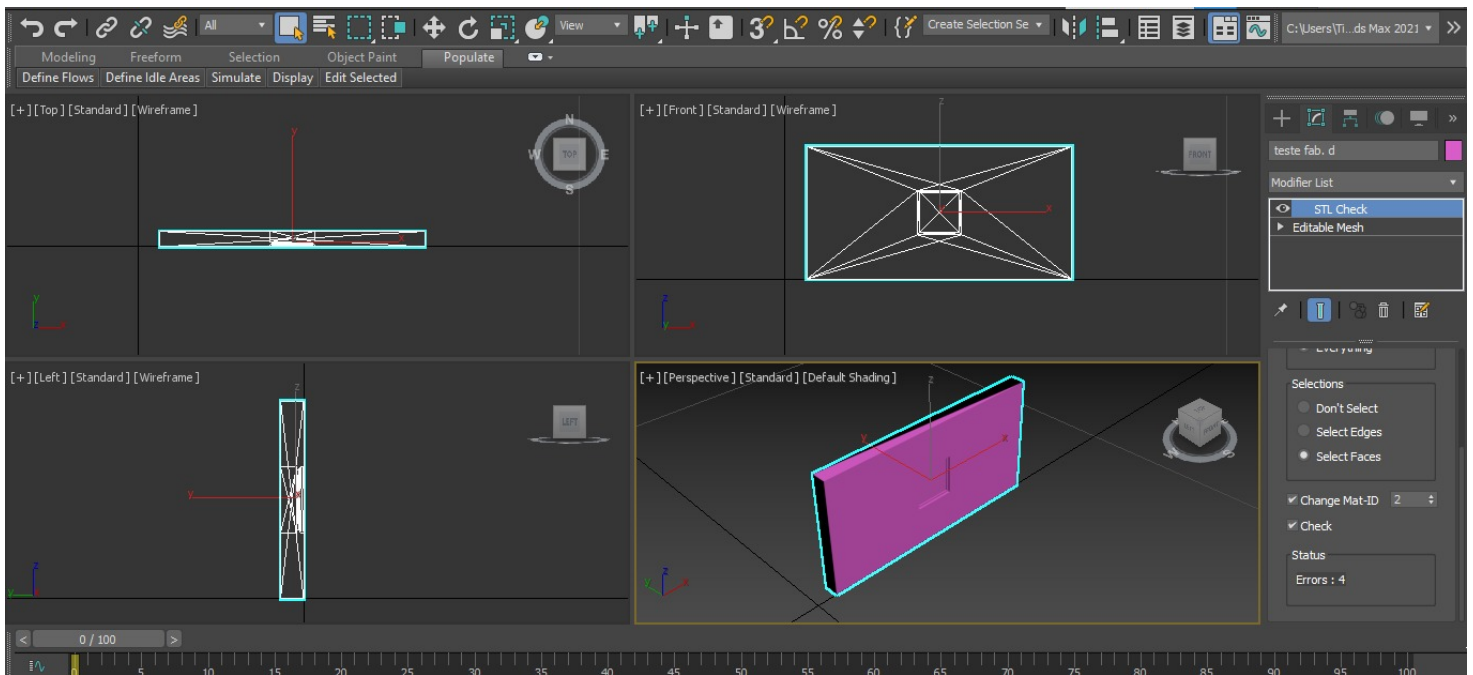 All
View
Create Selection Se
C:\Users\Ti...ds Max 2021
Modeling Freeform Selection Object Paint Populate
Define Flows Define Idle Areas Simulate Display Edit Selected
[+] [Top] [Standard] [Wireframe]
y
x
N
W TOP E
S
y
z x
[+] [Front] [Standard] [Wireframe]
z
x
FRONT
z
y x
teste fab. d
Modifier List
STL Check
Editable Mesh
[+] [Left] [Standard] [Wireframe]
z
y x
LEFT
z
y
[+] [Perspective] [Standard] [Default Shading]
z
y x
W S
z
y x
Everything
Selections
Don't Select
Select Edges
Select Faces
Change Mat-ID 2
Check
Status
Errors : 4
< 0 / 100 >
0 5 10 15 20 25 30 35 40 45 50 55 60 65 70 75 80 85 90 95 100